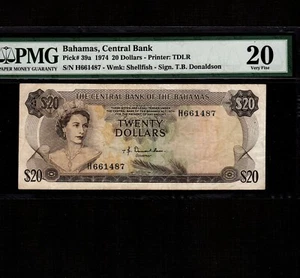 PMG
PAPER MONEY GUARANTY
Bahamas, Central Bank
Pick# 39a 1974 20 Dollars - Printer: TDLR
S/N H661487 - Wmk: Shellfish - Sign. T.B. Donaldson
20
Very Fine
$20
THE CENTRAL BANK OF THE BAHAMAS
$20
H661487
TWENTY
DOLLARS
H661487
$20
$20